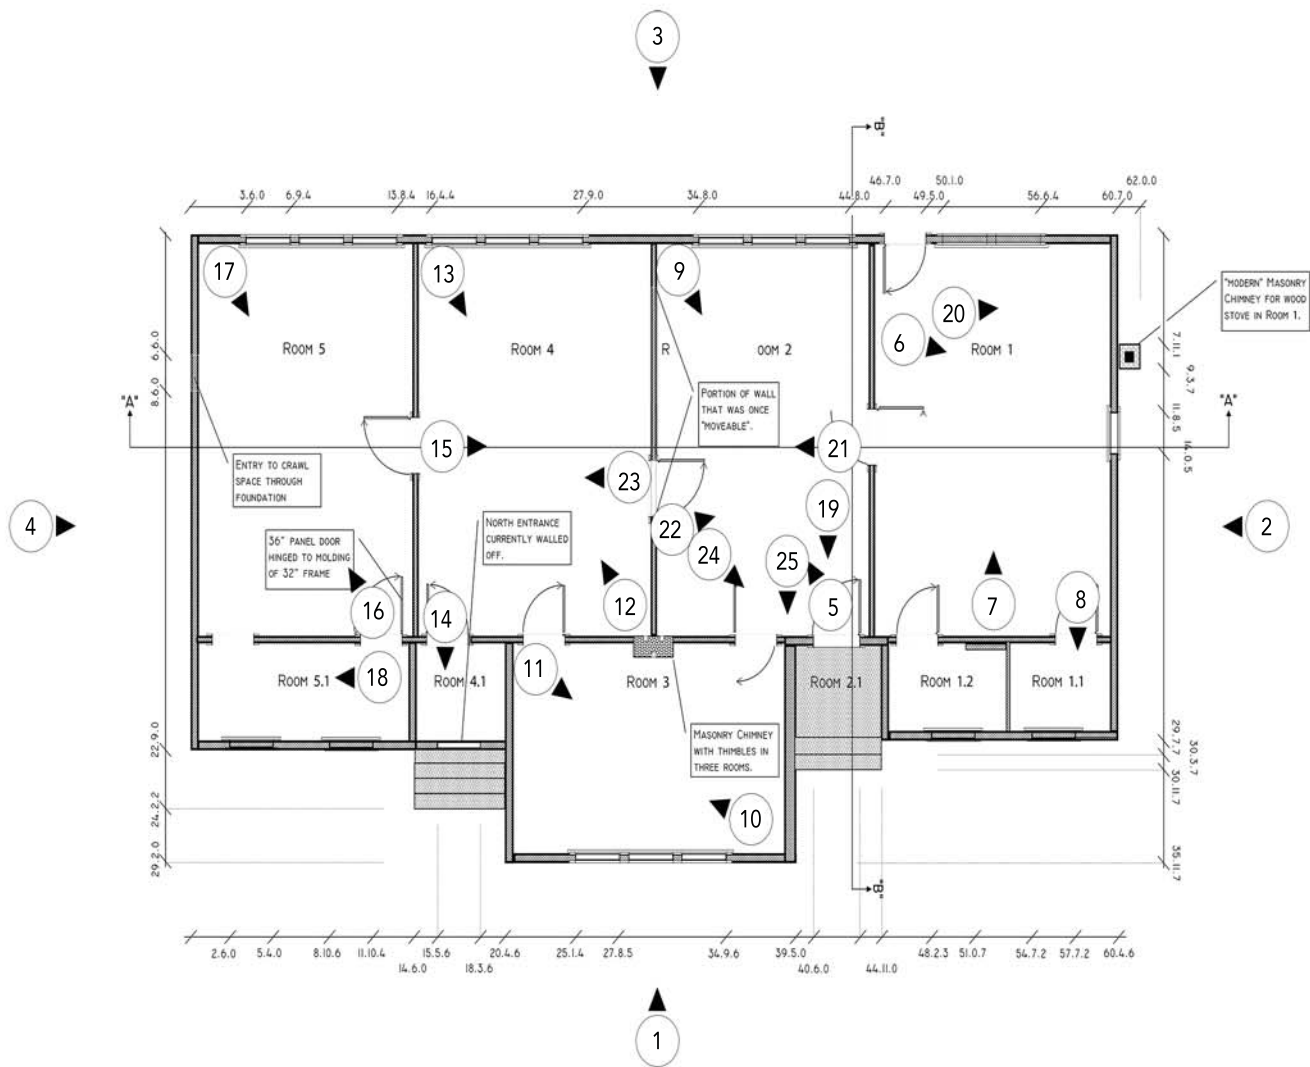 3
"B"
46.7.0
50.1.0
62.0.0
3.6.0
6.9.4
13.8.4
16.4.4
27.9.0
34.8.0
44.8.0
49.5.0
56.6.4
60.7.0
17
13
9
20
6
"MODERN" MASONRY
CHIMNEY FOR WOOD
STOVE IN ROOM 1.
ROOM 5
ROOM 4
R
OOM 2
ROOM 1
6.6.0
8.6.0
7.11.1
9.3.7
11.8.5
14.0.5
"A"
"A"
PORTION OF WALL
THAT WAS ONCE
"MOVEABLE".
15
21
ENTRY TO CRAWL
SPACE THROUGH
FOUNDATION
23
19
4
2
NORTH ENTRANCE
CURRENTLY WALLED
OFF.
22
36" PANEL DOOR
HINGED TO MOLDING
OF 32" FRAME
24
25
16
14
12
5
7
8
ROOM 5.1
18
ROOM 4.1
11
ROOM 3
ROOM 2.1
ROOM 1.2
ROOM 1.1
MASONRY CHIMNEY
WITH THIMBLES IN
THREE ROOMS.
22.9.0
24.2.2
29.2.0
29.7.7
30.3.7
30.11.7
35.11.7
10
"B"
2.6.0
5.4.0
8.10.6
11.10.4
15.5.6
20.4.6
25.1.4
27.8.5
34.9.6
39.5.0
48.2.3
51.0.7
54.7.2
57.7.2
60.4.6
14.6.0
18.3.6
40.6.0
44.11.0
1